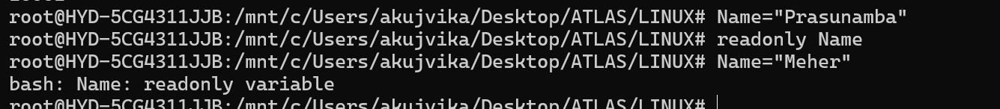 root@HYD-5CG4311JJB:/mnt/c/Users/akujvika/Desktop/ATLAS/LINUX# Name="Prasunamba"
root@HYD-5CG4311JJB:/mnt/c/Users/akujvika/Desktop/ATLAS/LINUX# readonly Name
root@HYD-5CG4311JJB:/mnt/c/Users/akujvika/Desktop/ATLAS/LINUX# Name="Meher"
bash: Name: readonly variable
root@HYD-5CG4311JJB:/mnt/c/Users/akujvika/Desktop/ATLAS/LINUX#